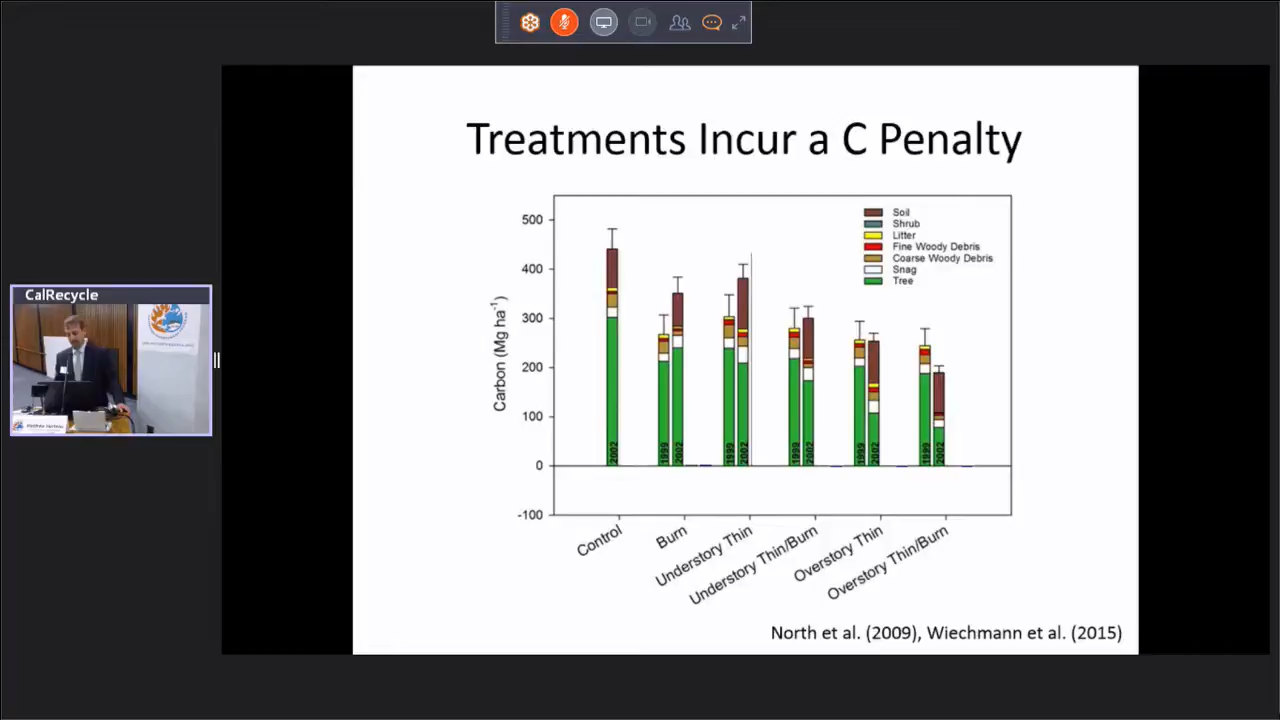 Treatments Incur a C Penalty
CalRecycle
500
400
300
200
100
0
-100
Carbon (Mg ha-1)
Soil
Shrub
Litter
Fine Woody Debris
Coarse Woody Debris
Snag
Tree
2002
1999
2002
1999
2002
1999
2002
1999
2002
1999
2002
Control
Burn
Understory Thin
Understory Thin/Burn
Overstory Thin
Overstory Thin/Burn
North et al. (2009), Wiechmann et al. (2015)